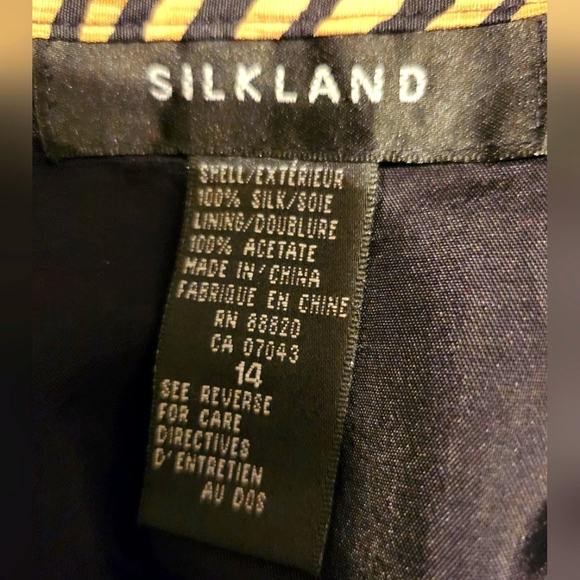 SILKLAND
SHELL/EXTÉRIEUR
100% SILK/SOIE
LINING/DOUBLURE
100% ACETATE
MADE IN CHINA
FABRIQUE EN CHINE
RN 88820
CA 07043
14
SEE REVERSE
FOR CARE
DIRECTIVES
D'ENTRETIEN
AU DOS